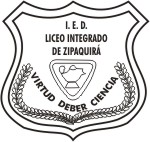 I. E. D.
LICEO INTEGRADO
DE ZIPAQUIRÁ
VIRTUD DEBER CIENCIA